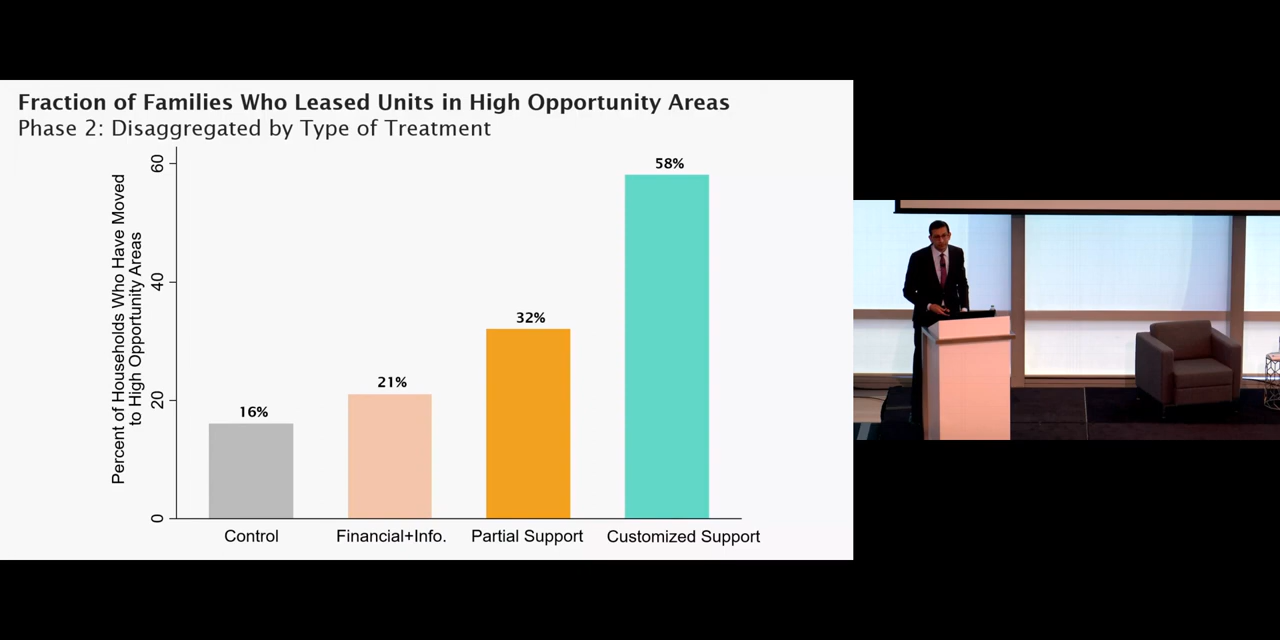 Fraction of Families Who Leased Units in High Opportunity Areas
Phase 2: Disaggregated by Type of Treatment
Percent of Households Who Have Moved
to High Opportunity Areas
60
40
20
0
16%
21%
32%
58%
Control
Financial+Info.
Partial Support
Customized Support